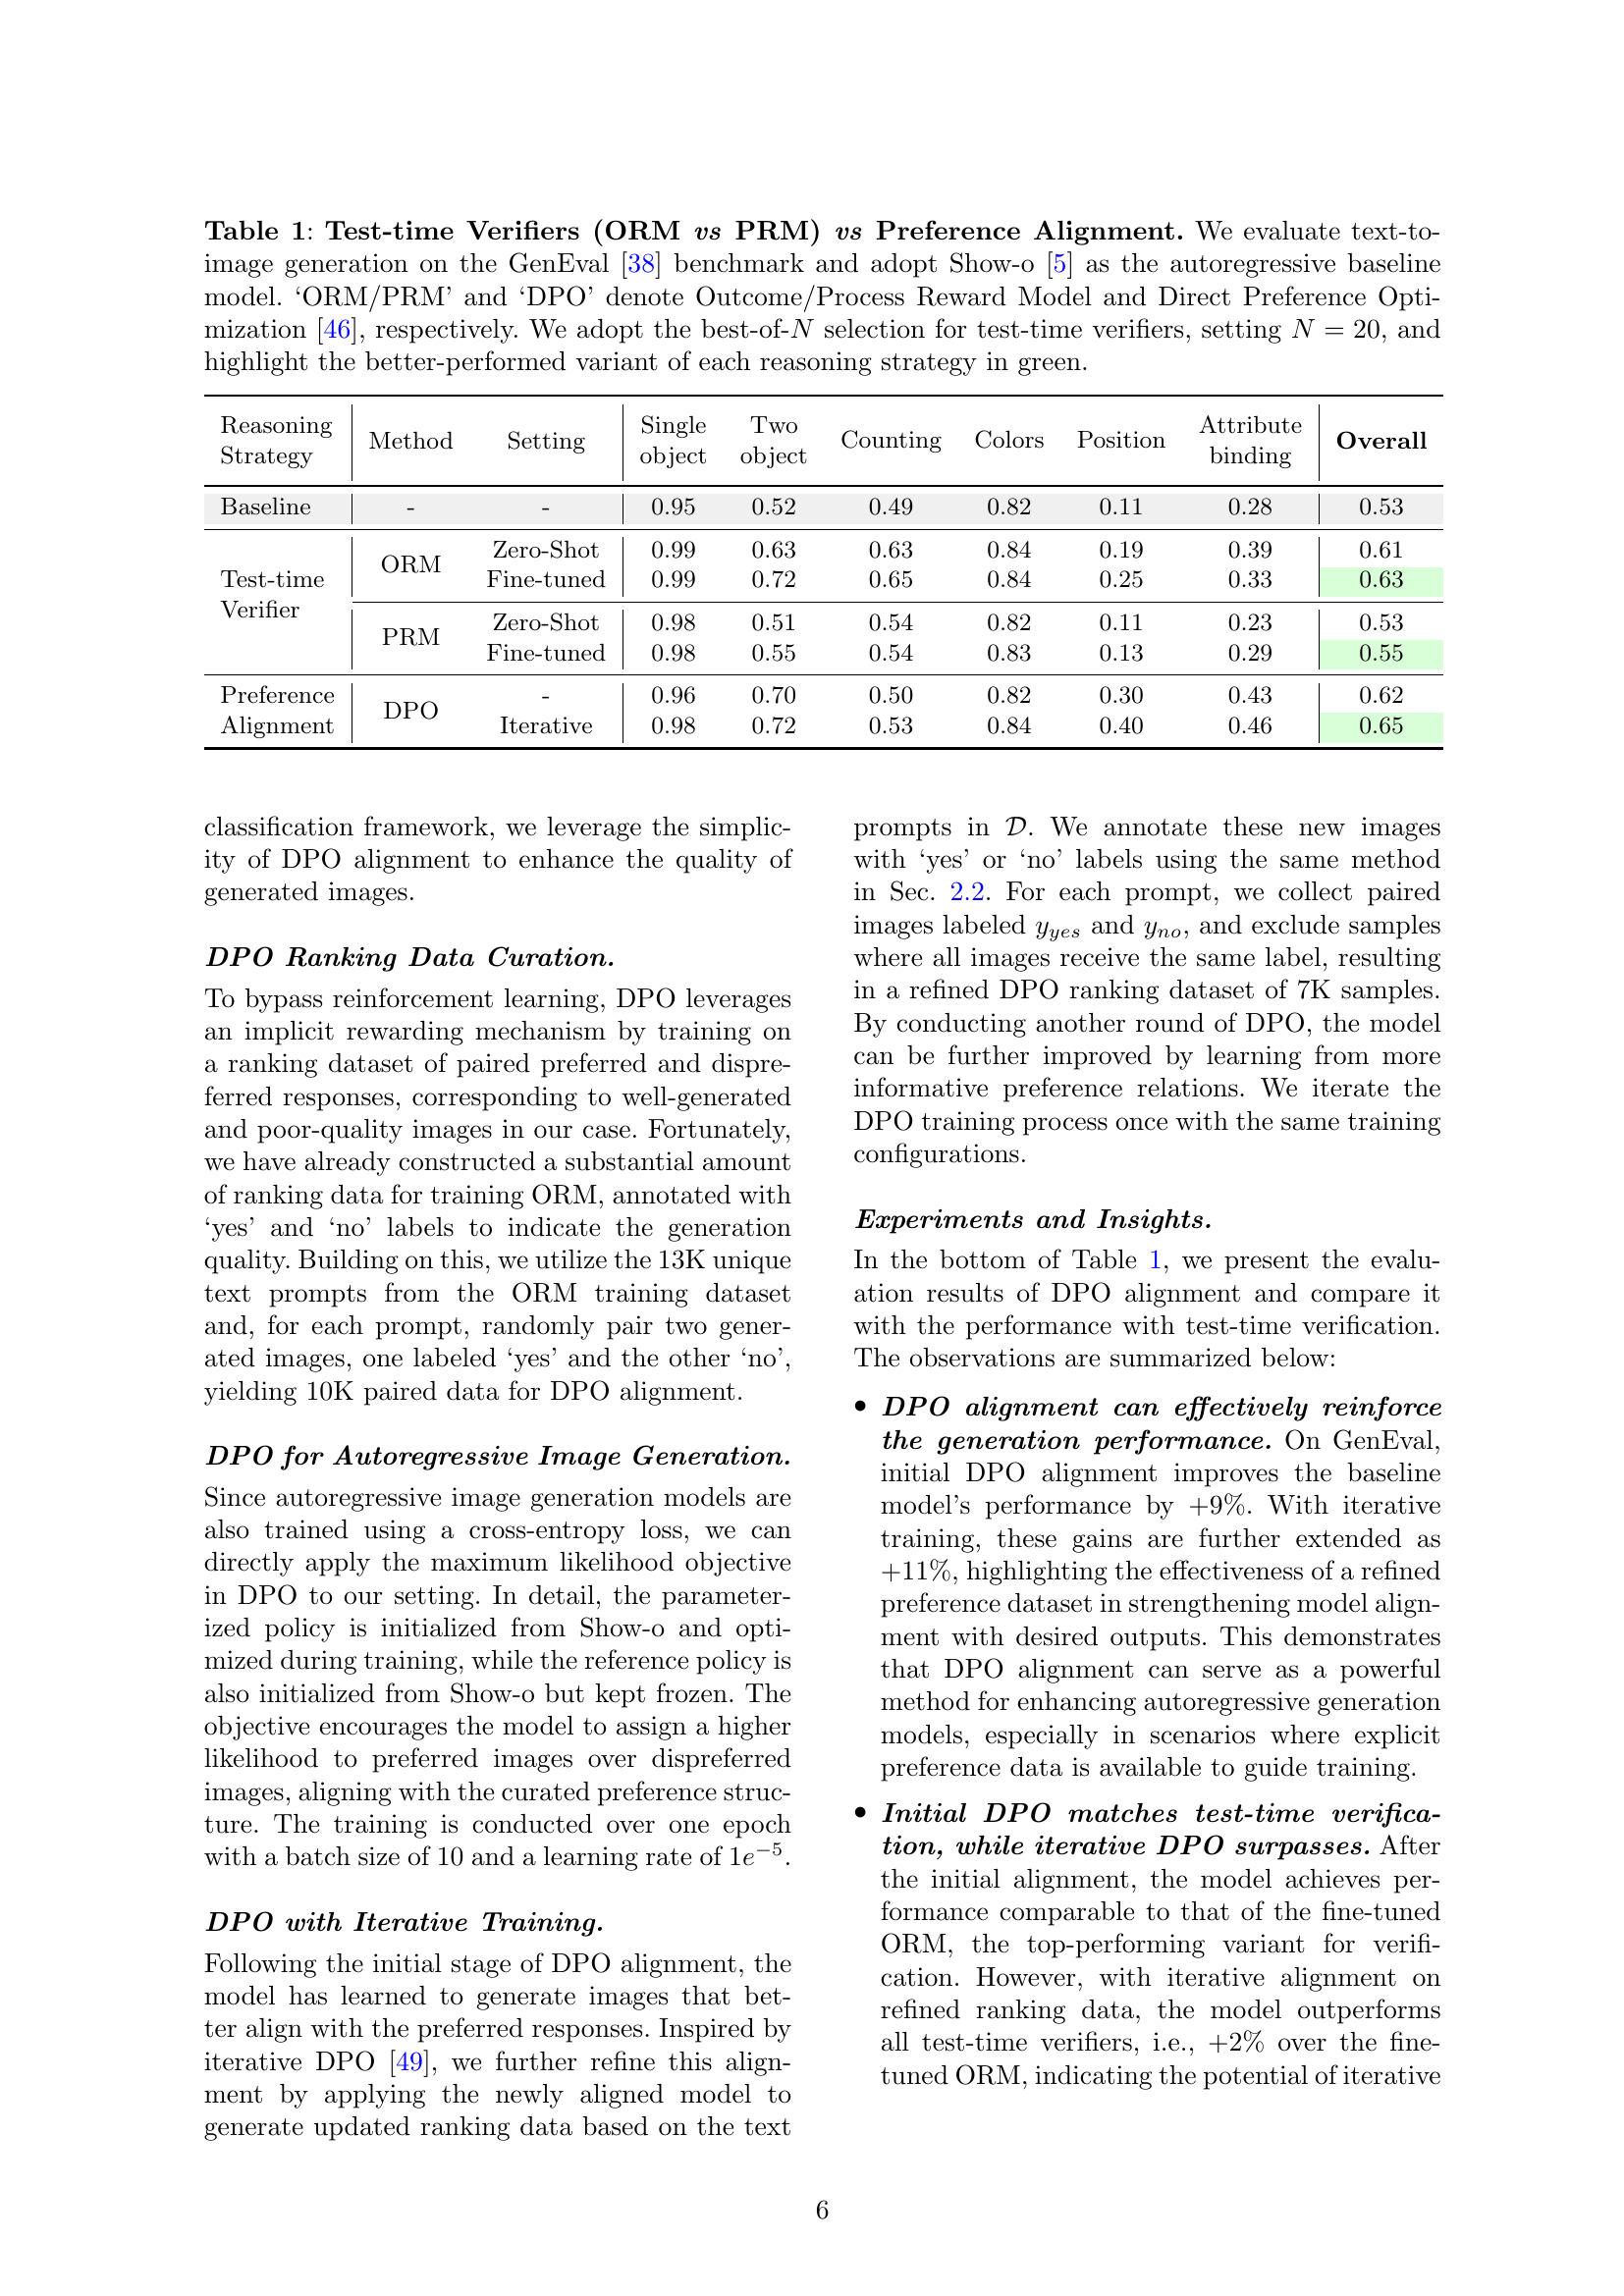 Table 1: Test-time Verifiers (ORM vs PRM) vs Preference Alignment. We evaluate text-to-
image generation on the GenEval [38] benchmark and adopt Show-o [5] as the autoregressive baseline
model. ‘ORM/PRM’ and ‘DPO’ denote Outcome/Process Reward Model and Direct Preference Opti-
mization [46], respectively. We adopt the best-of-N selection for test-time verifiers, setting N = 20, and
highlight the better-performed variant of each reasoning strategy in green.
Reasoning Strategy Method Setting Single object Two object Counting Colors Position Attribute binding Overall
Baseline - - 0.95 0.52 0.49 0.82 0.11 0.28 0.53
Test-time Verifier ORM Zero-Shot 0.99 0.63 0.63 0.84 0.19 0.39 0.61
Fine-tuned 0.99 0.72 0.65 0.84 0.25 0.33 0.63
PRM Zero-Shot 0.98 0.51 0.54 0.82 0.11 0.23 0.53
Fine-tuned 0.98 0.55 0.54 0.83 0.13 0.29 0.55
Preference Alignment DPO - 0.96 0.70 0.50 0.82 0.30 0.43 0.62
Iterative 0.98 0.72 0.53 0.84 0.40 0.46 0.65
classification framework, we leverage the simplic-
ity of DPO alignment to enhance the quality of
generated images.
DPO Ranking Data Curation.
To bypass reinforcement learning, DPO leverages
an implicit rewarding mechanism by training on
a ranking dataset of paired preferred and dispre-
ferred responses, corresponding to well-generated
and poor-quality images in our case. Fortunately,
we have already constructed a substantial amount
of ranking data for training ORM, annotated with
‘yes’ and ‘no’ labels to indicate the generation
quality. Building on this, we utilize the 13K unique
text prompts from the ORM training dataset
and, for each prompt, randomly pair two gener-
ated images, one labeled ‘yes’ and the other ‘no’,
yielding 10K paired data for DPO alignment.
DPO for Autoregressive Image Generation.
Since autoregressive image generation models are
also trained using a cross-entropy loss, we can
directly apply the maximum likelihood objective
in DPO to our setting. In detail, the parameter-
ized policy is initialized from Show-o and opti-
mized during training, while the reference policy is
also initialized from Show-o but kept frozen. The
objective encourages the model to assign a higher
likelihood to preferred images over dispreferred
images, aligning with the curated preference struc-
ture. The training is conducted over one epoch
with a batch size of 10 and a learning rate of 1e⁻⁵.
DPO with Iterative Training.
Following the initial stage of DPO alignment, the
model has learned to generate images that bet-
ter align with the preferred responses. Inspired by
iterative DPO [49], we further refine this align-
ment by applying the newly aligned model to
generate updated ranking data based on the text
prompts in 𝒟. We annotate these new images
with ‘yes’ or ‘no’ labels using the same method
in Sec. 2.2. For each prompt, we collect paired
images labeled y_yes and y_no, and exclude samples
where all images receive the same label, resulting
in a refined DPO ranking dataset of 7K samples.
By conducting another round of DPO, the model
can be further improved by learning from more
informative preference relations. We iterate the
DPO training process once with the same training
configurations.
Experiments and Insights.
In the bottom of Table 1, we present the evalu-
ation results of DPO alignment and compare it
with the performance with test-time verification.
The observations are summarized below:
• DPO alignment can effectively reinforce
the generation performance. On GenEval,
initial DPO alignment improves the baseline
model’s performance by +9%. With iterative
training, these gains are further extended as
+11%, highlighting the effectiveness of a refined
preference dataset in strengthening model align-
ment with desired outputs. This demonstrates
that DPO alignment can serve as a powerful
method for enhancing autoregressive generation
models, especially in scenarios where explicit
preference data is available to guide training.
• Initial DPO matches test-time verifica-
tion, while iterative DPO surpasses. After
the initial alignment, the model achieves per-
formance comparable to that of the fine-tuned
ORM, the top-performing variant for verifi-
cation. However, with iterative alignment on
refined ranking data, the model outperforms
all test-time verifiers, i.e., +2% over the fine-
tuned ORM, indicating the potential of iterative
6